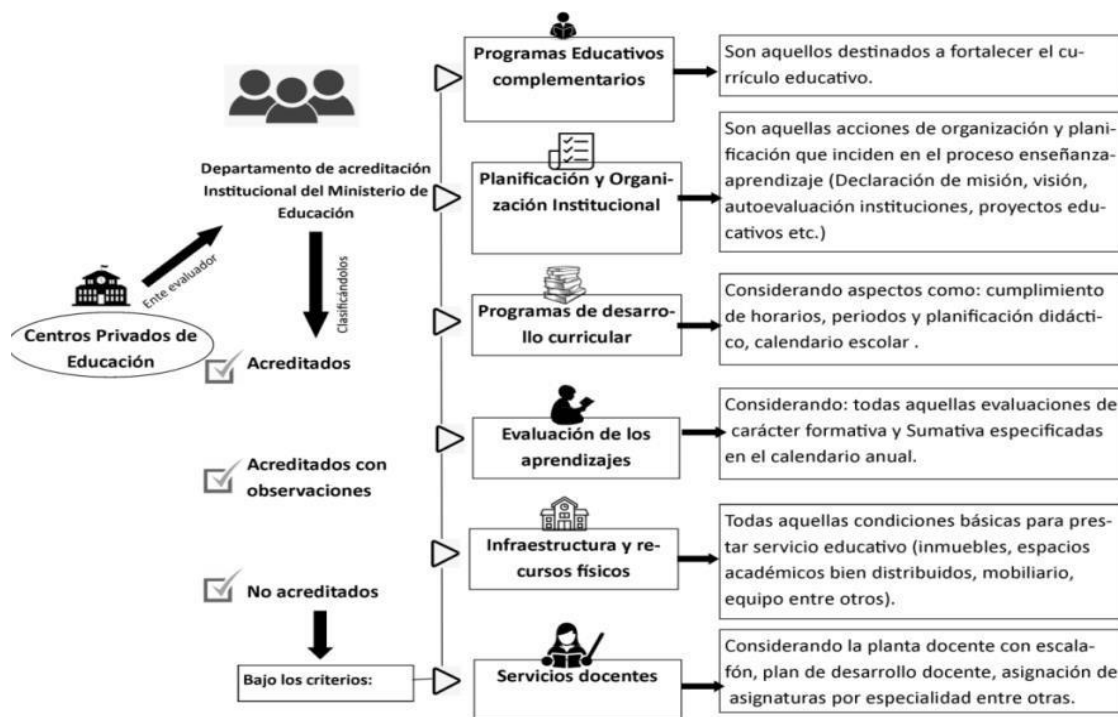 Departamento de acreditación
Institucional del Ministerio de
Educación
Ente evaluador
Centros Privados de
Educación
Clasificándolos
Acreditados
Acreditados con
observaciones
No acreditados
Bajo los criterios:
Programas Educativos
complementarios
Son aquellos destinados a fortalecer el cu-
rrículo educativo.
Planificación y Organi-
zación Institucional
Son aquellas acciones de organización y plani-
ficación que inciden en el proceso enseñanza-
aprendizaje (Declaración de misión, visión,
autoevaluación instituciones, proyectos edu-
cativos etc.)
Programas de desarro-
llo curricular
Considerando aspectos como: cumplimiento
de horarios, periodos y planificación didácti-
co, calendario escolar .
Evaluación de los
aprendizajes
Considerando: todas aquellas evaluaciones de
carácter formativa y Sumativa especificadas
en el calendario anual.
Infraestructura y re-
cursos físicos
Todas aquellas condiciones básicas para pres-
tar servicio educativo (inmuebles, espacios
académicos bien distribuidos, mobiliario,
equipo entre otros).
Servicios docentes
Considerando la planta docente con escala-
fón, plan de desarrollo docente, asignación de
asignaturas por especialidad entre otras.